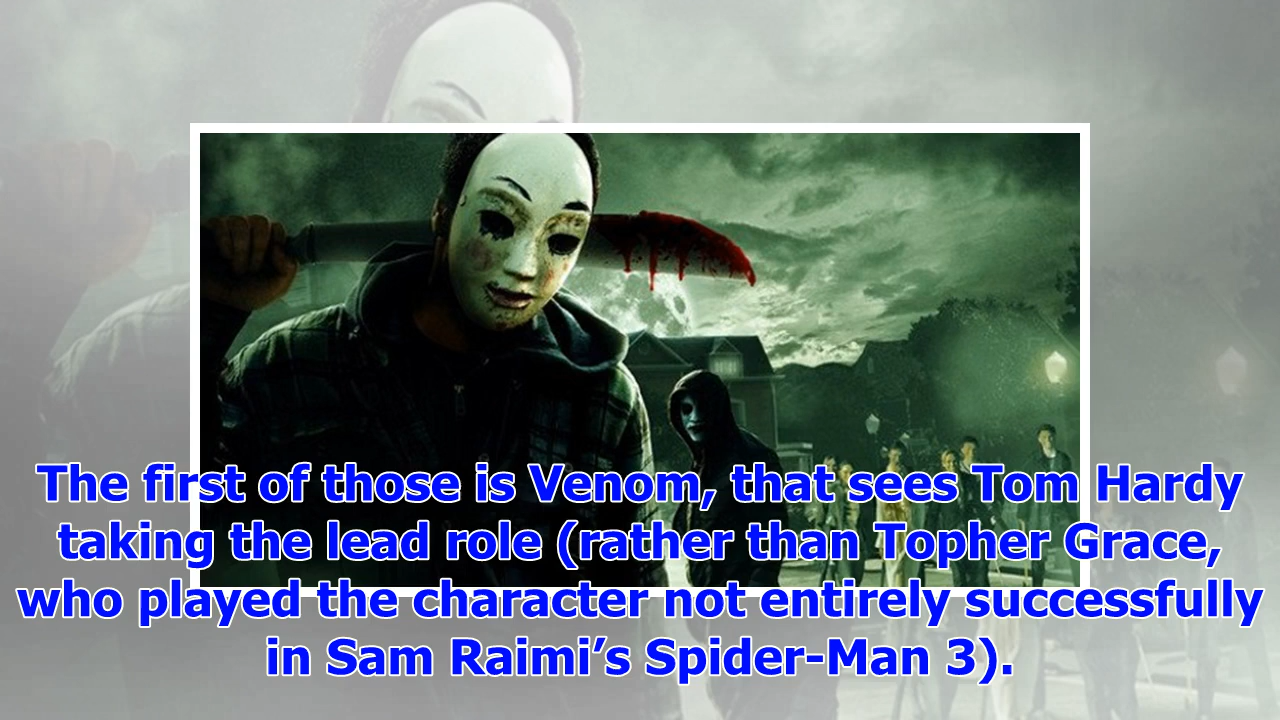 The first of those is Venom, that sees Tom Hardy
taking the lead role (rather than Topher Grace,
who played the character not entirely successfully
in Sam Raimi’s Spider-Man 3).